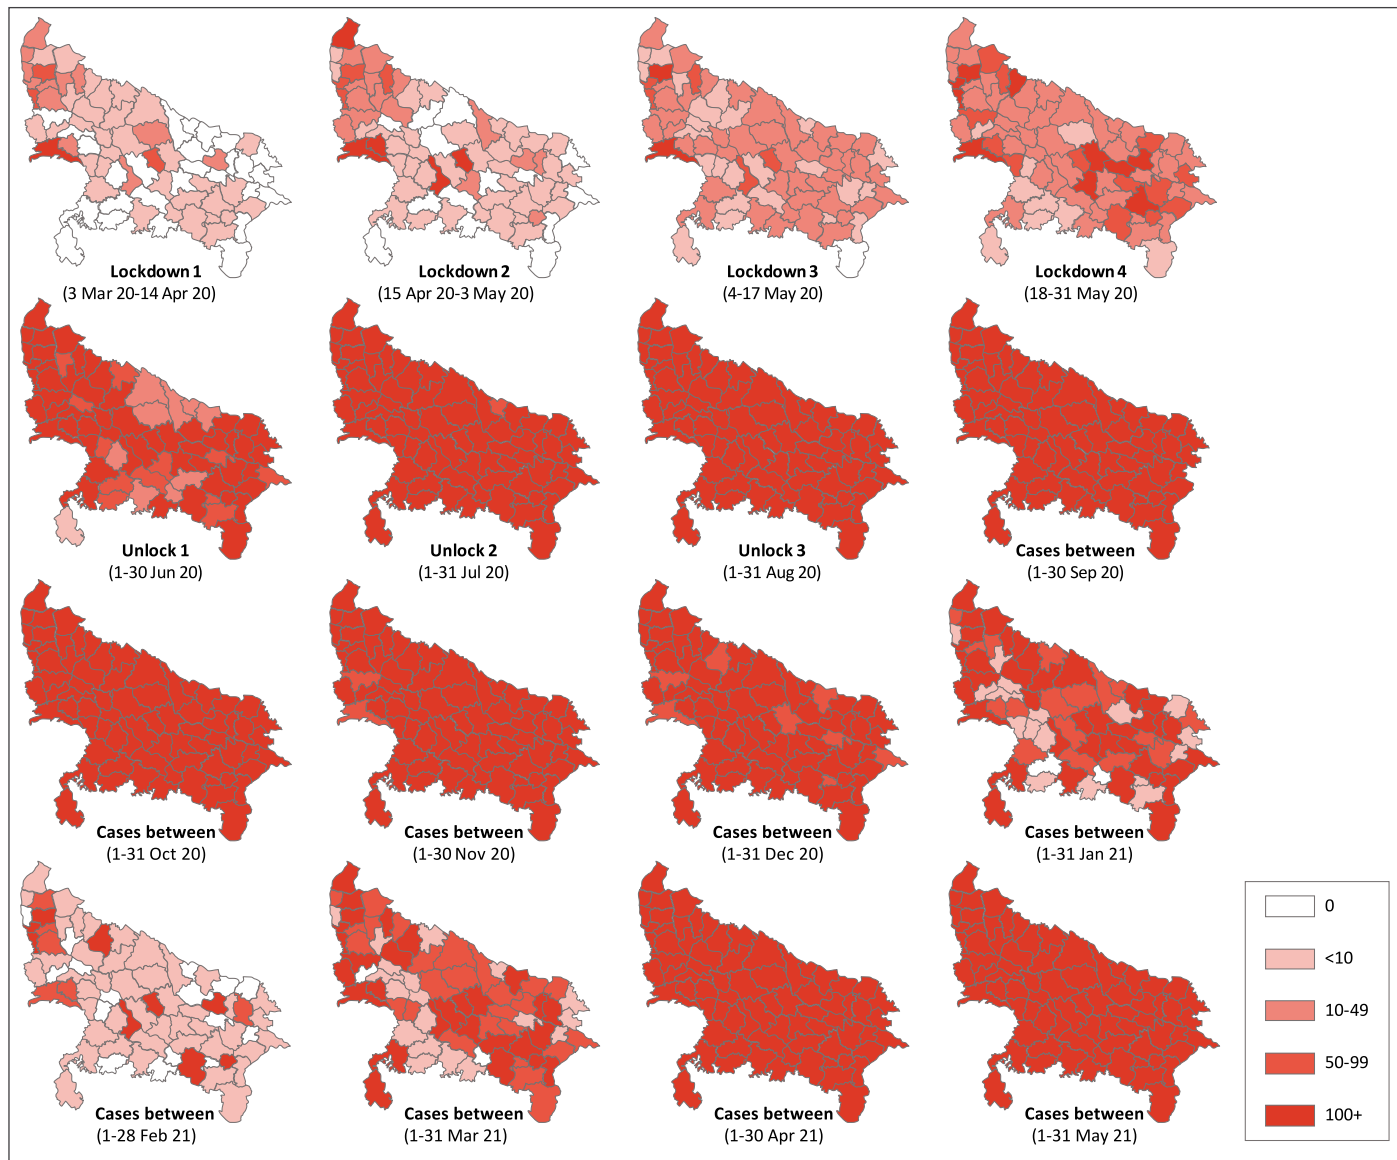 Lockdown 1
(3 Mar 20-14 Apr 20)
Lockdown 2
(15 Apr 20-3 May 20)
Lockdown 3
(4-17 May 20)
Lockdown 4
(18-31 May 20)
Unlock 1
(1-30 Jun 20)
Unlock 2
(1-31 Jul 20)
Unlock 3
(1-31 Aug 20)
Cases between
(1-30 Sep 20)
Cases between
(1-31 Oct 20)
Cases between
(1-30 Nov 20)
Cases between
(1-31 Dec 20)
Cases between
(1-31 Jan 21)
Cases between
(1-28 Feb 21)
Cases between
(1-31 Mar 21)
Cases between
(1-30 Apr 21)
Cases between
(1-31 May 21)
0
<10
10-49
50-99
100+